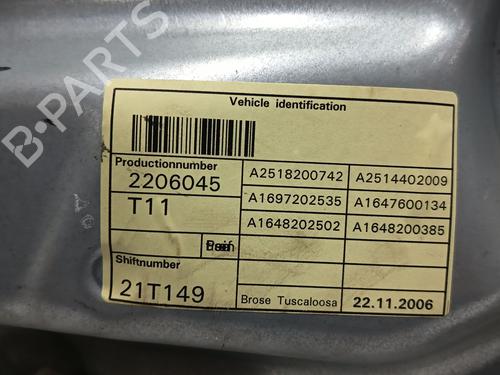 B-PARTS
Vehicle identification
Productionnumber
2206045
T11
Shiftnumber
21T149
A2518200742 A2514402009
A1697202535 A1647600134
A1648202502 A1648200385
Brose Tuscaloosa 22.11.2006